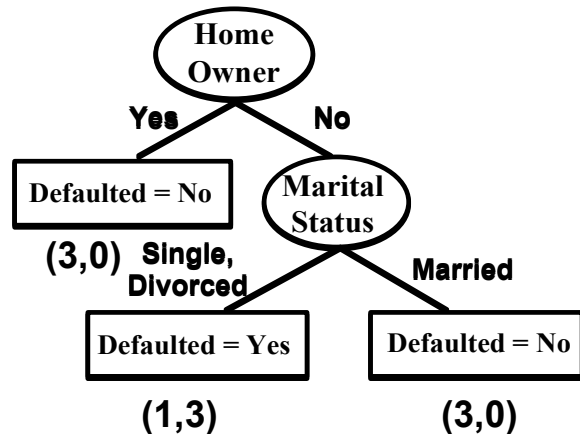 Home
Owner
Yes
No
Defaulted = No
Marital
Status
(3,0)
Single,
Divorced
Married
Defaulted = Yes
Defaulted = No
(1,3)
(3,0)